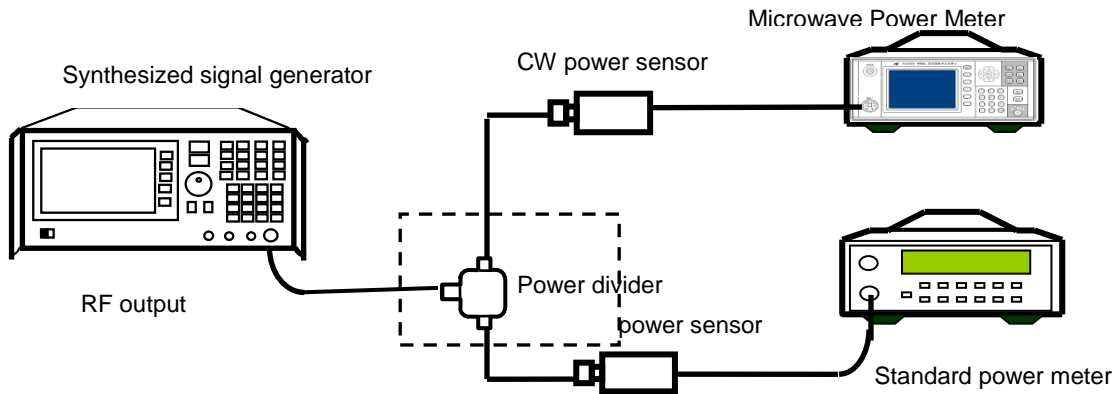 Microwave Power Meter
Synthesized signal generator
CW power sensor
RF output
Power divider
power sensor
Standard power meter